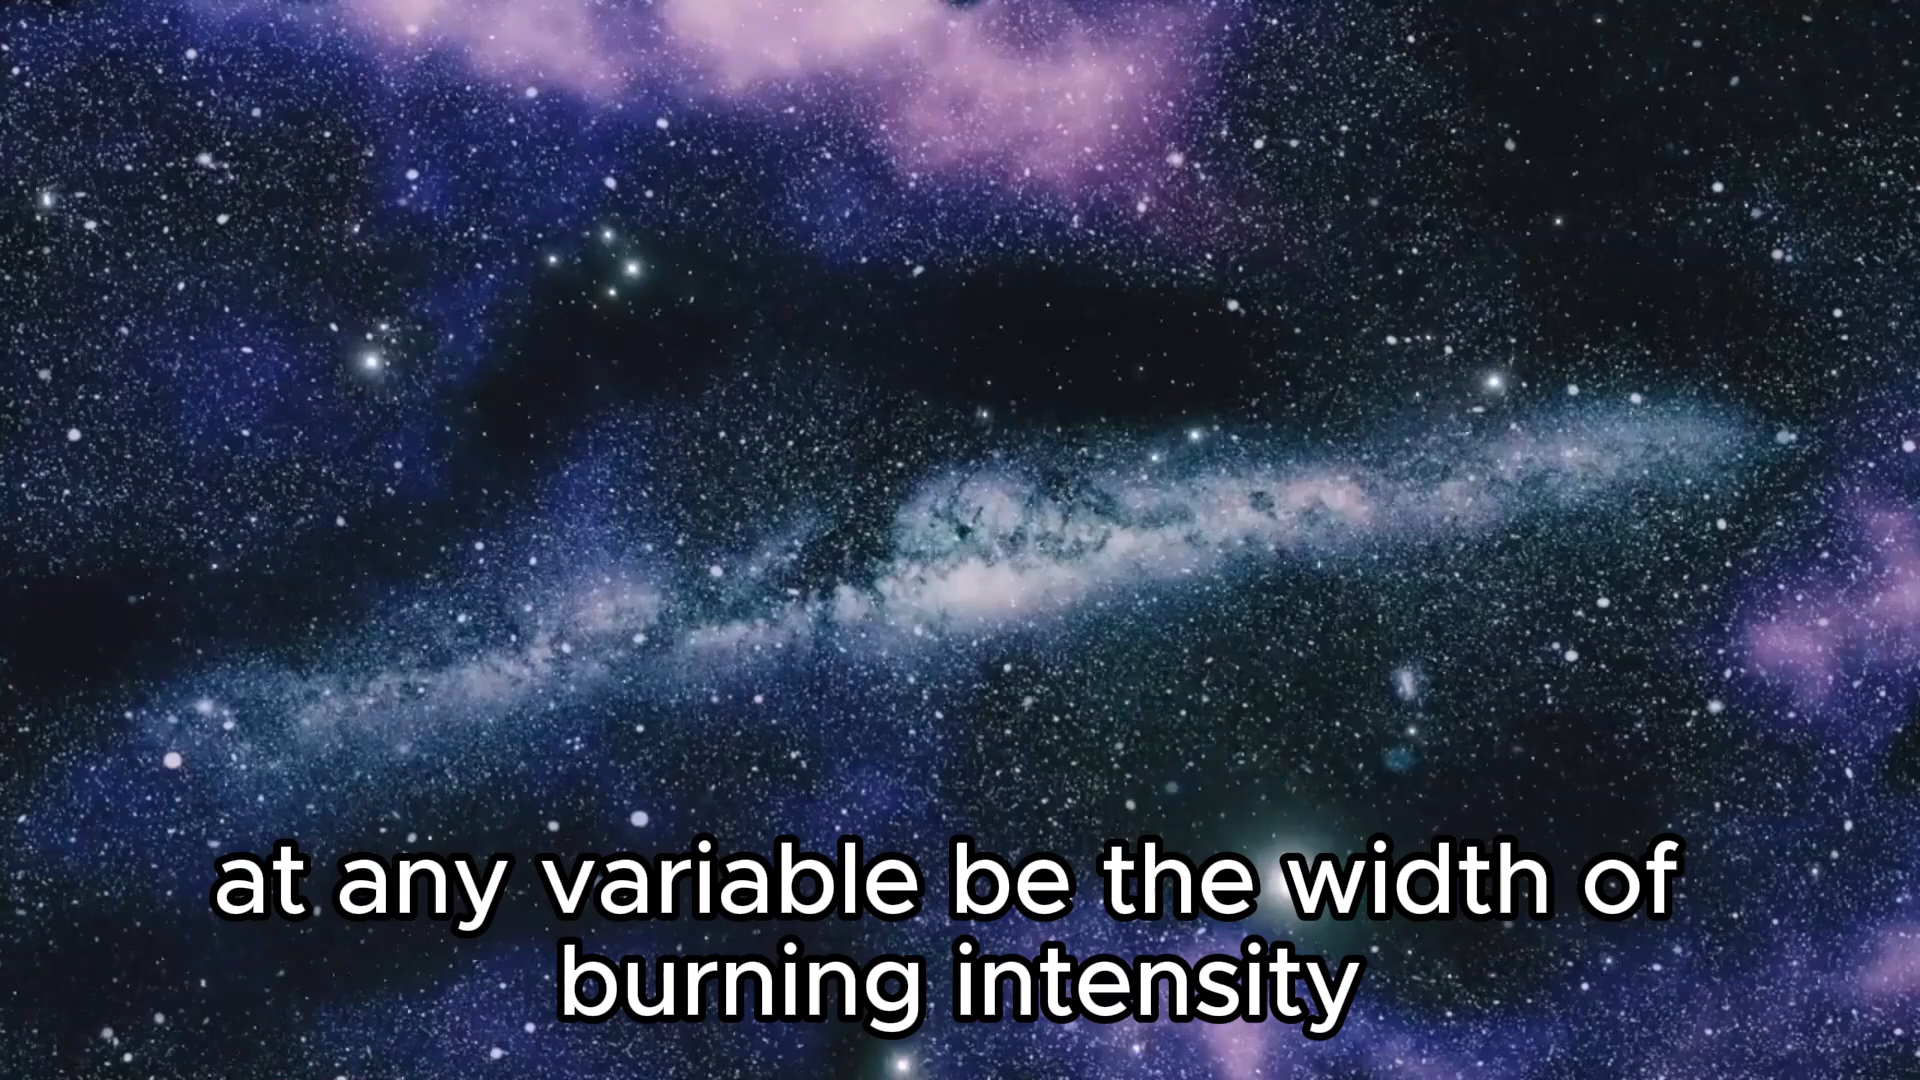 at any variable be the width of
burning intensity